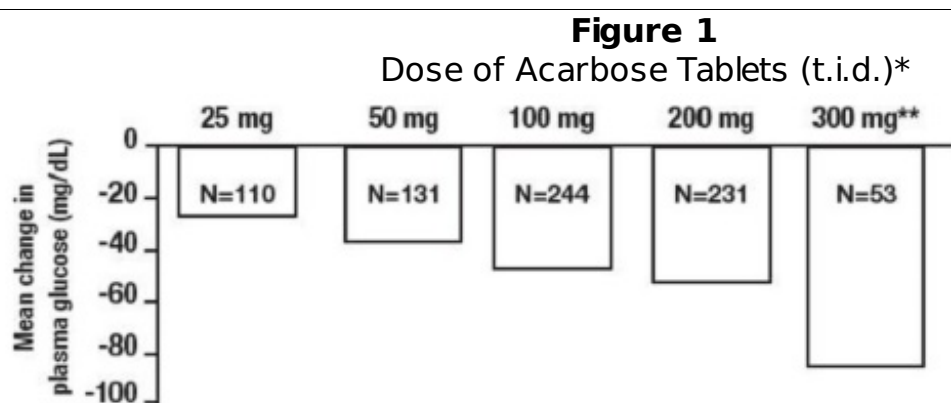 Figure 1
Dose of Acarbose Tablets (t.i.d.)*
25 mg 50 mg 100 mg 200 mg 300 mg**
Mean change in
plasma glucose (mg/dL)
0
-20
-40
-60
-80
-100
N=110 N=131 N=244 N=231 N=53